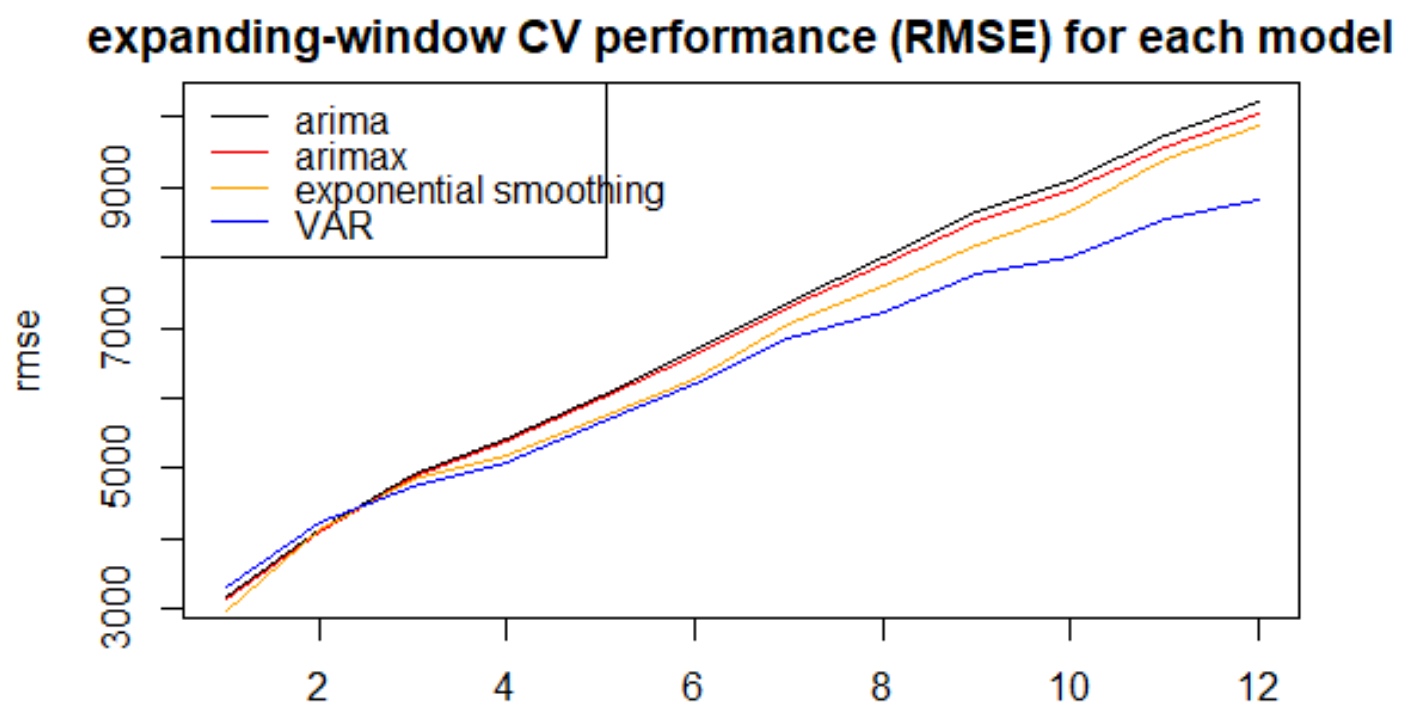 expanding-window CV performance (RMSE) for each model
arima
arimax
exponential smoothing
VAR
rmse
9000
7000
5000
3000
2 4 6 8 10 12